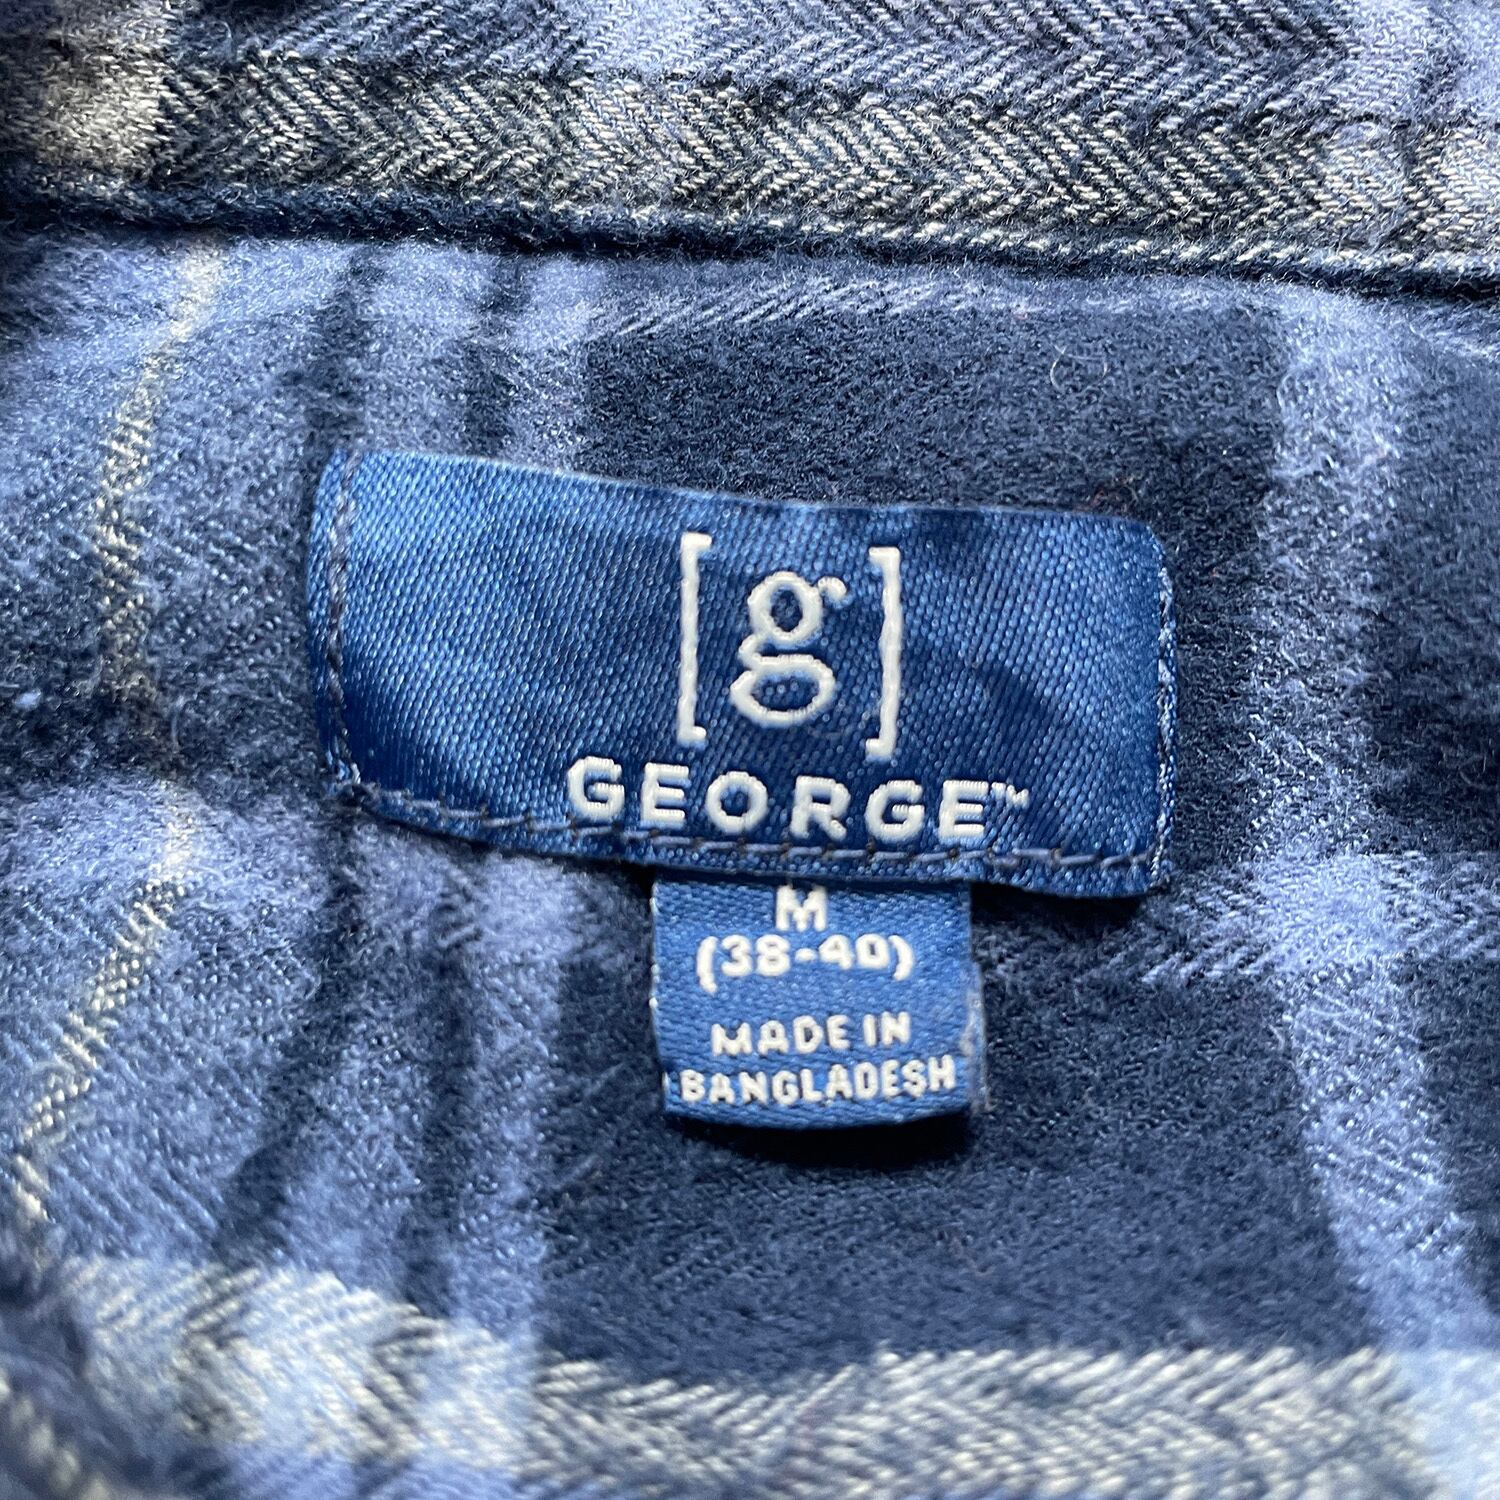 [g]
GEORGE™
M
(38-40)
MADE IN
BANGLADESH